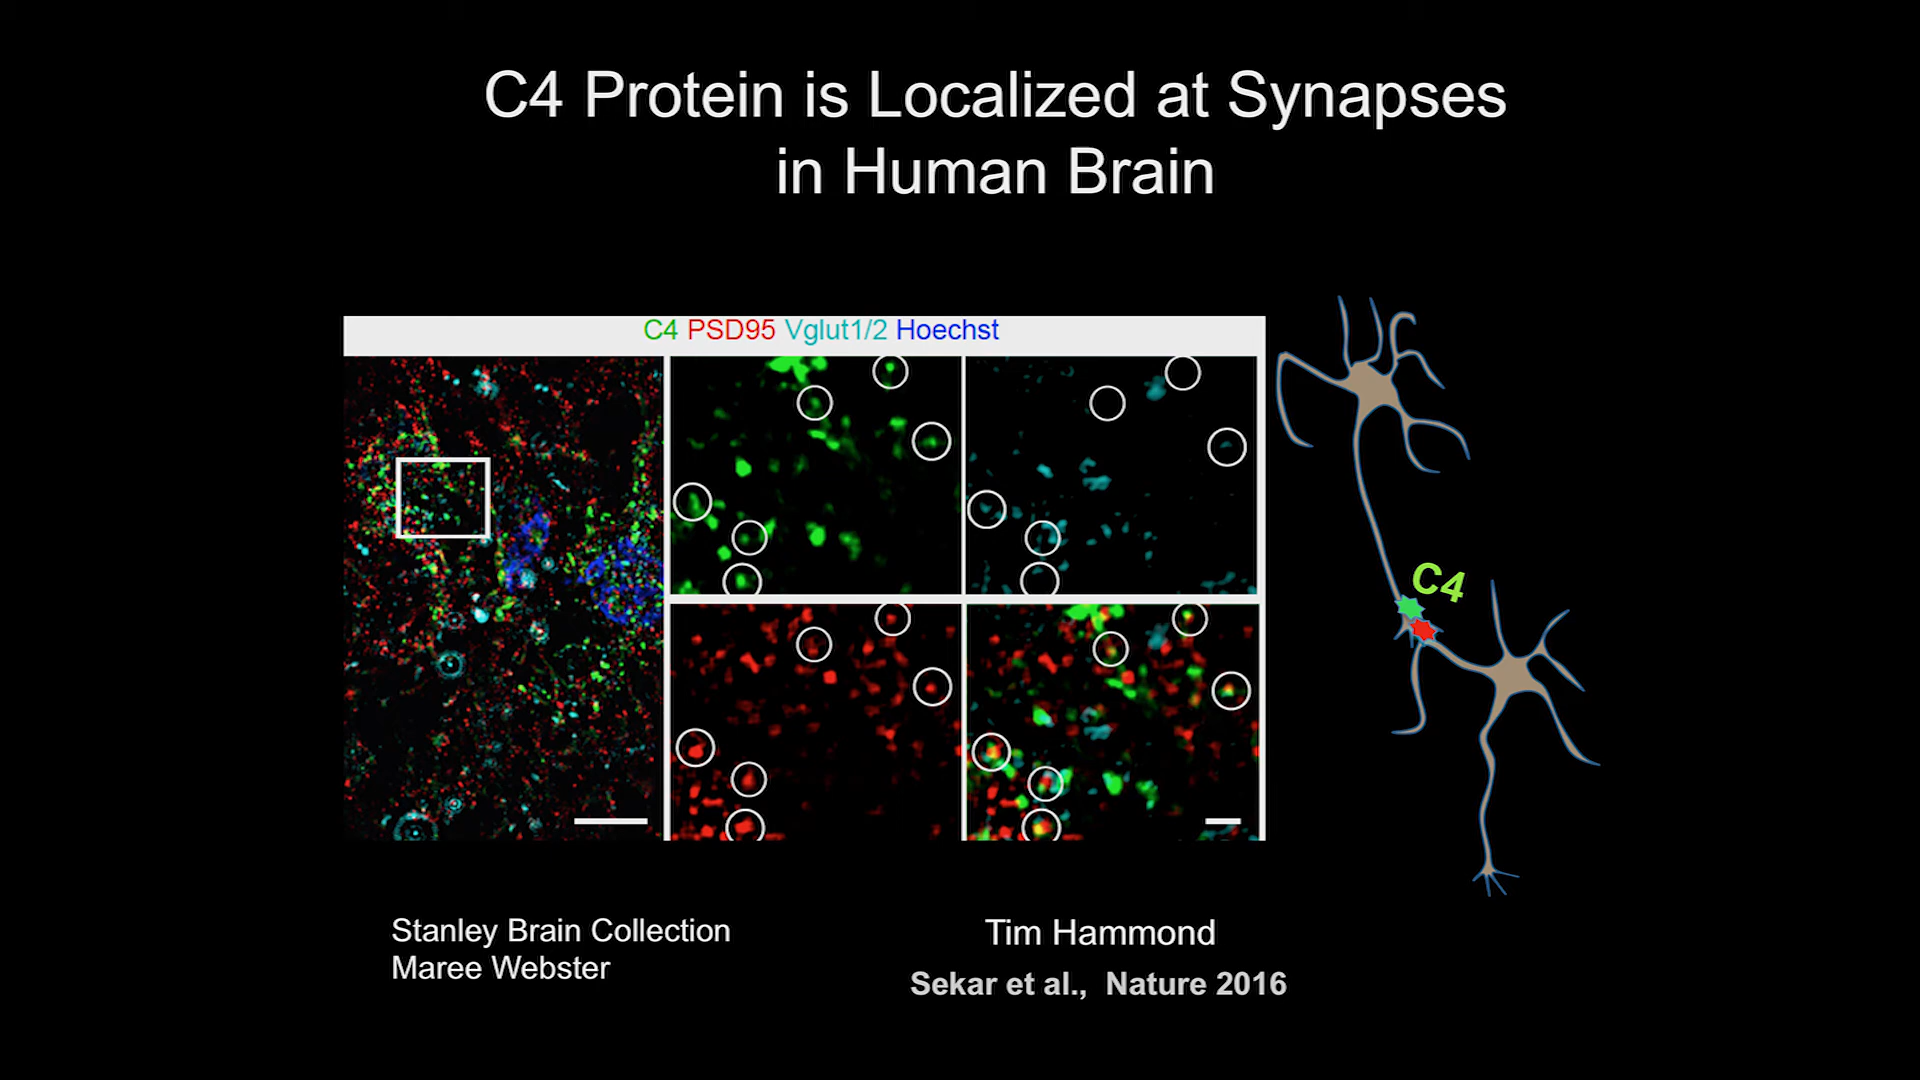 C4 Protein is Localized at Synapses
in Human Brain
C4 PSD95 Vglut1/2 Hoechst
C4
Stanley Brain Collection
Maree Webster
Tim Hammond
Sekar et al., Nature 2016